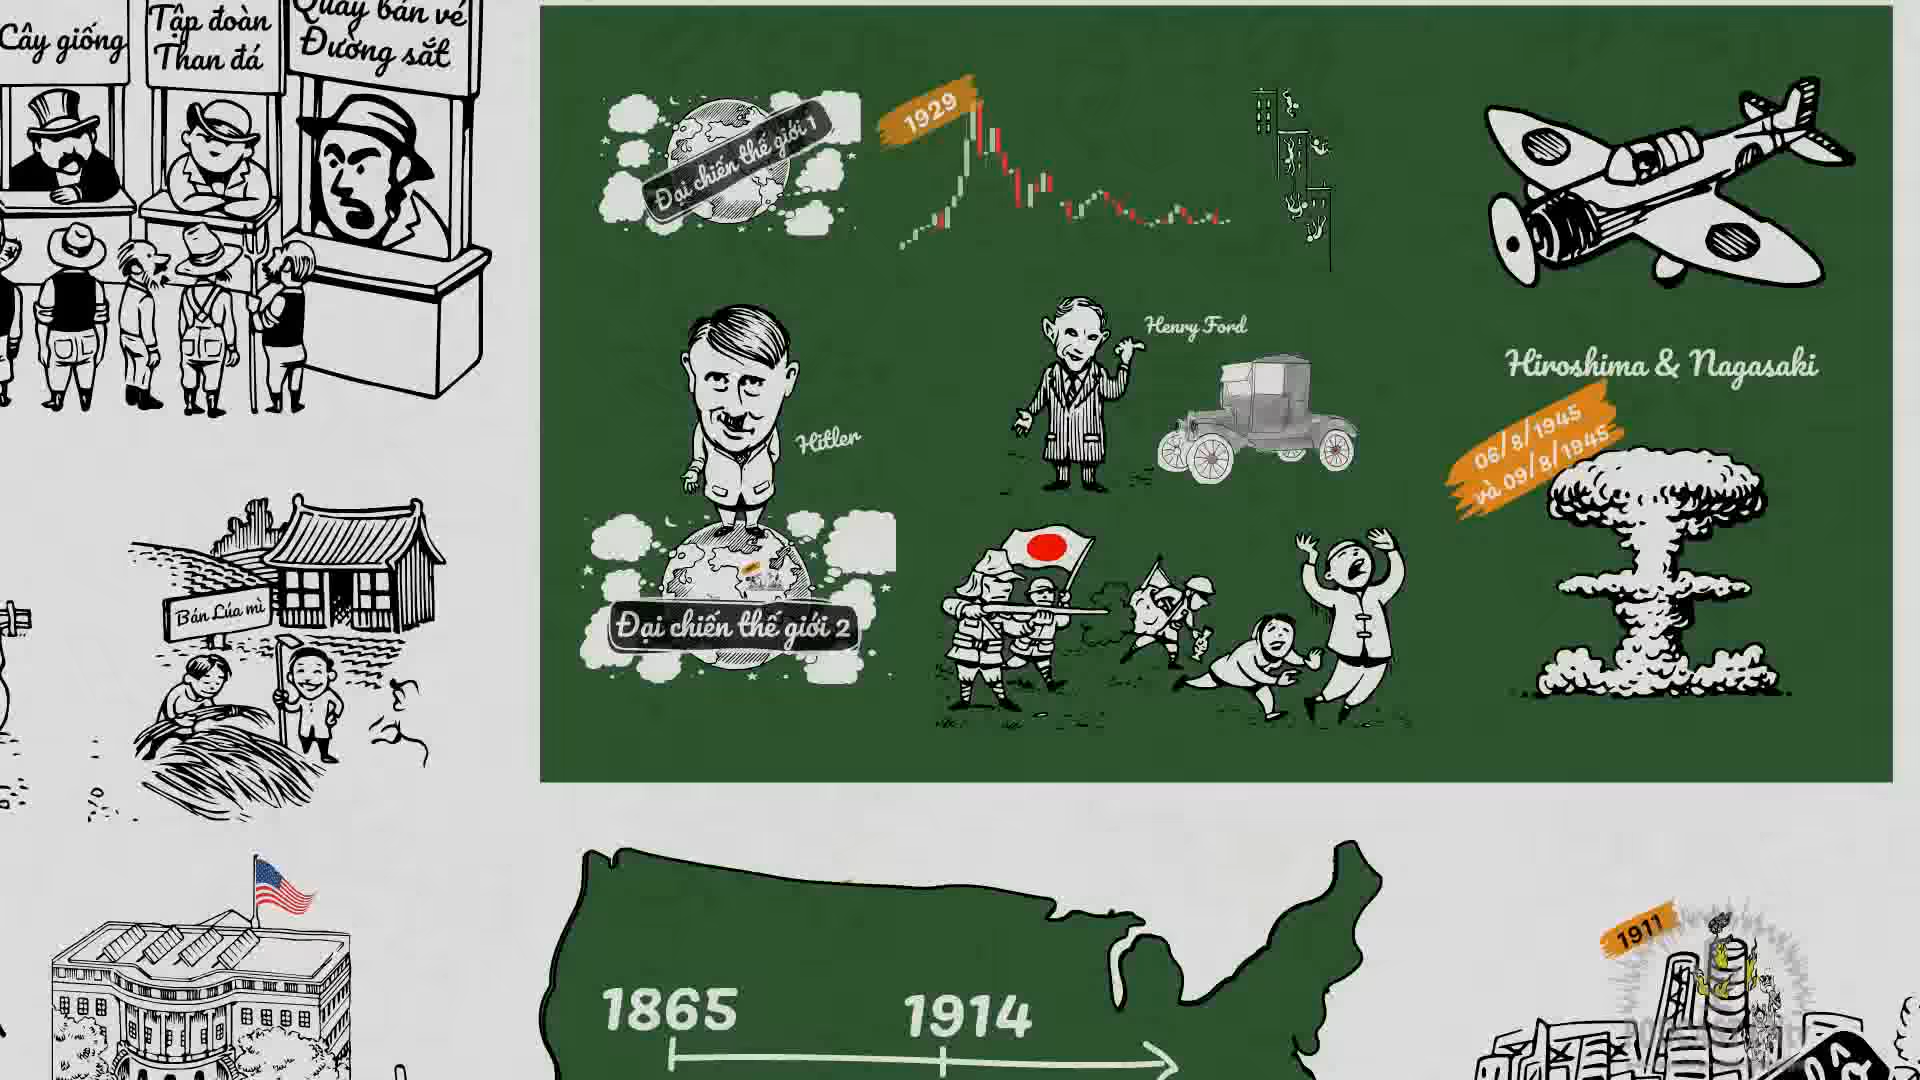 Cây giống
Tập đoàn
Than đá
Quầy bán vé
Đường sắt
Đại chiến thế giới 1
1929
Henry Ford
Hitler
Hiroshima & Nagasaki
06/8/1945
và 09/8/1945
Đại chiến thế giới 2
Bán Lúa mì
1911
1865
1914